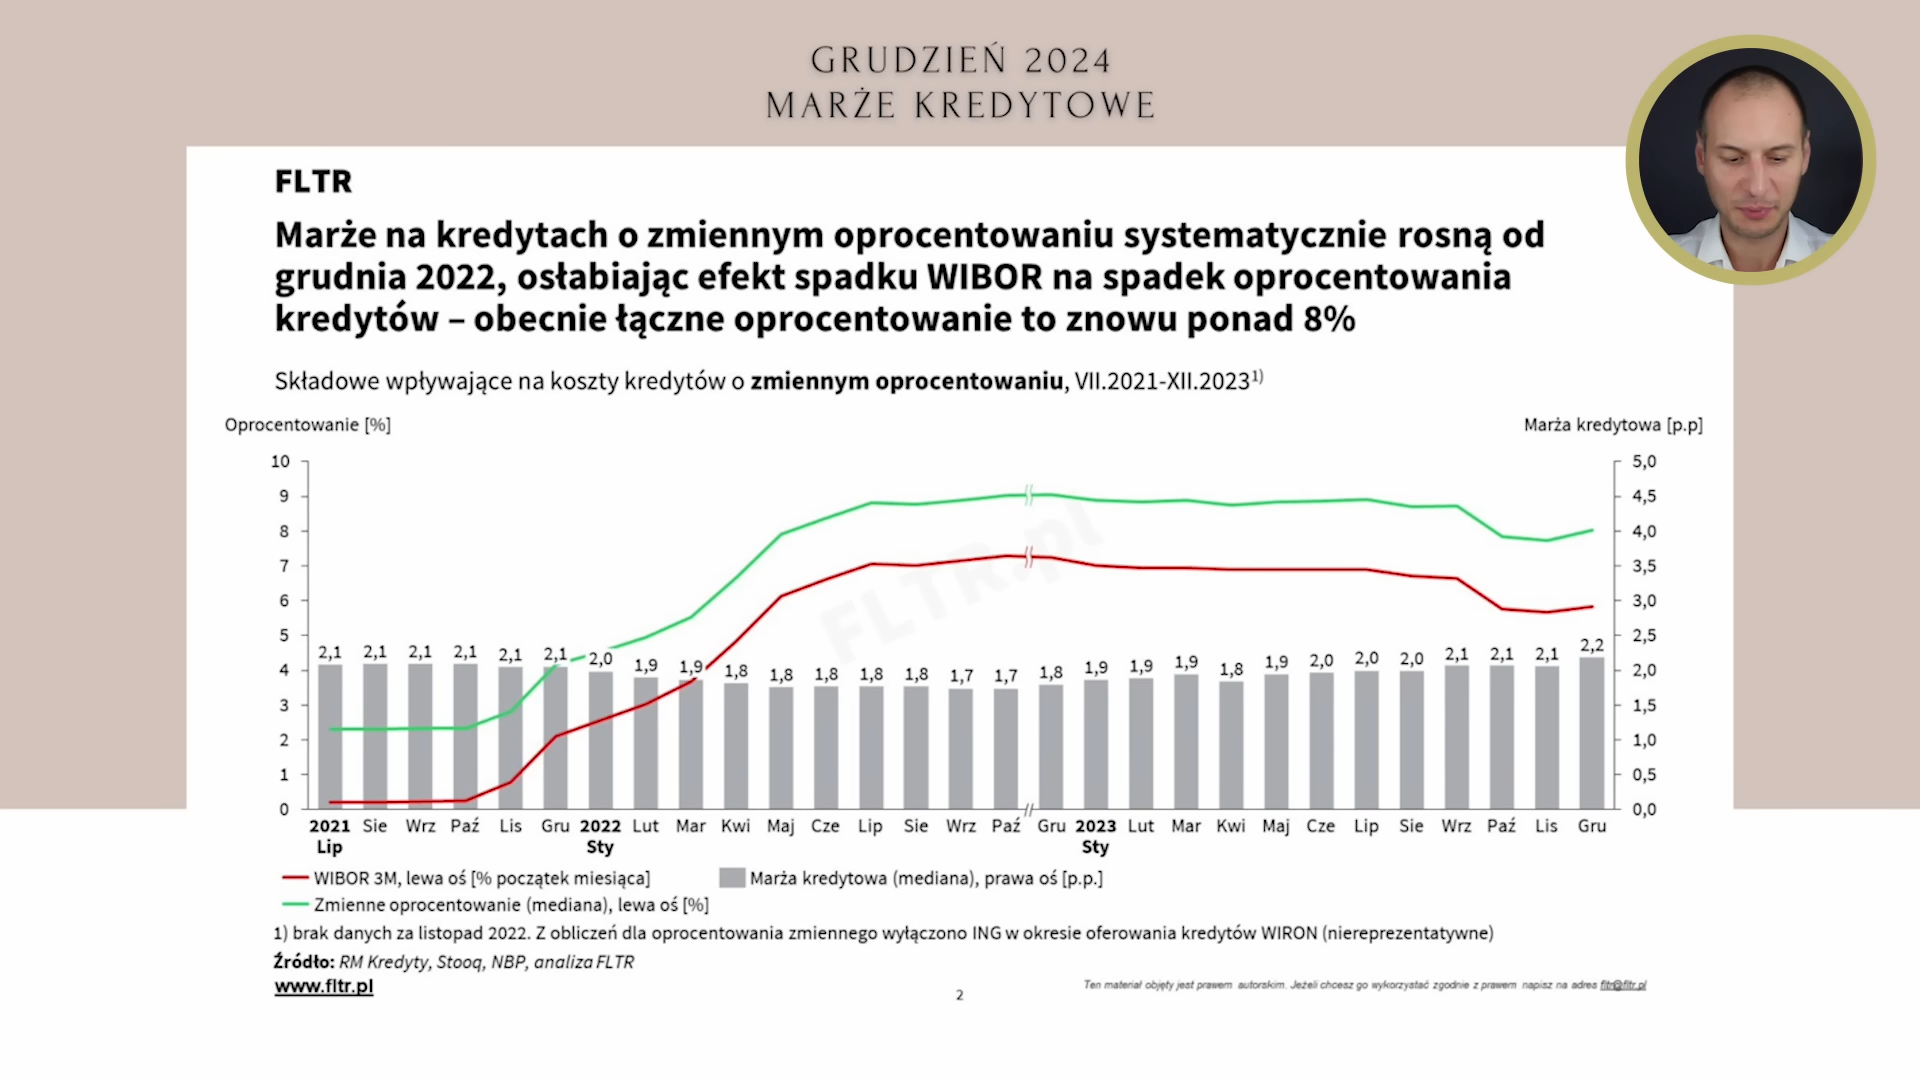 GRUDZIEŃ 2024
MARŻE KREDYTOWE
FLTR
Marże na kredytach o zmiennym oprocentowaniu systematycznie rosną od
grudnia 2022, osłabiając efekt spadku WIBOR na spadek oprocentowania
kredytów – obecnie łączne oprocentowanie to znowu ponad 8%
Składowe wpływające na koszty kredytów o zmiennym oprocentowaniu, VII.2021-XII.2023¹⁾
Oprocentowanie [%]
Marża kredytowa [p.p]
10
9
8
7
6
5
4
3
2
1
0
5,0
4,5
4,0
3,5
3,0
2,5
2,0
1,5
1,0
0,5
0,0
FLTR.pl
2,1 2,1 2,1 2,1 2,1 2,1 2,0 1,9 1,9 1,8 1,8 1,8 1,8 1,8 1,7 1,7 1,8 1,9 1,9 1,9 1,8 1,9 2,0 2,0 2,0 2,1 2,1 2,1 2,2
2021 Sie Wrz Paź Lis Gru 2022 Lut Mar Kwi Maj Cze Lip Sie Wrz Paź Gru 2023 Lut Mar Kwi Maj Cze Lip Sie Wrz Paź Lis Gru
Lip Sty Sty
WIBOR 3M, lewa oś [% początek miesiąca]
Marża kredytowa (mediana), prawa oś [p.p.]
Zmienne oprocentowanie (mediana), lewa oś [%]
1) brak danych za listopad 2022. Z obliczeń dla oprocentowania zmiennego wyłączono ING w okresie oferowania kredytów WIRON (niereprezentatywne)
Źródło: RM Kredyty, Stooq, NBP, analiza FLTR
www.fltr.pl
2
Ten materiał objęty jest prawem autorskim. Jeżeli chcesz go wykorzystać zgodnie z prawem napisz na adres fltr@fltr.pl